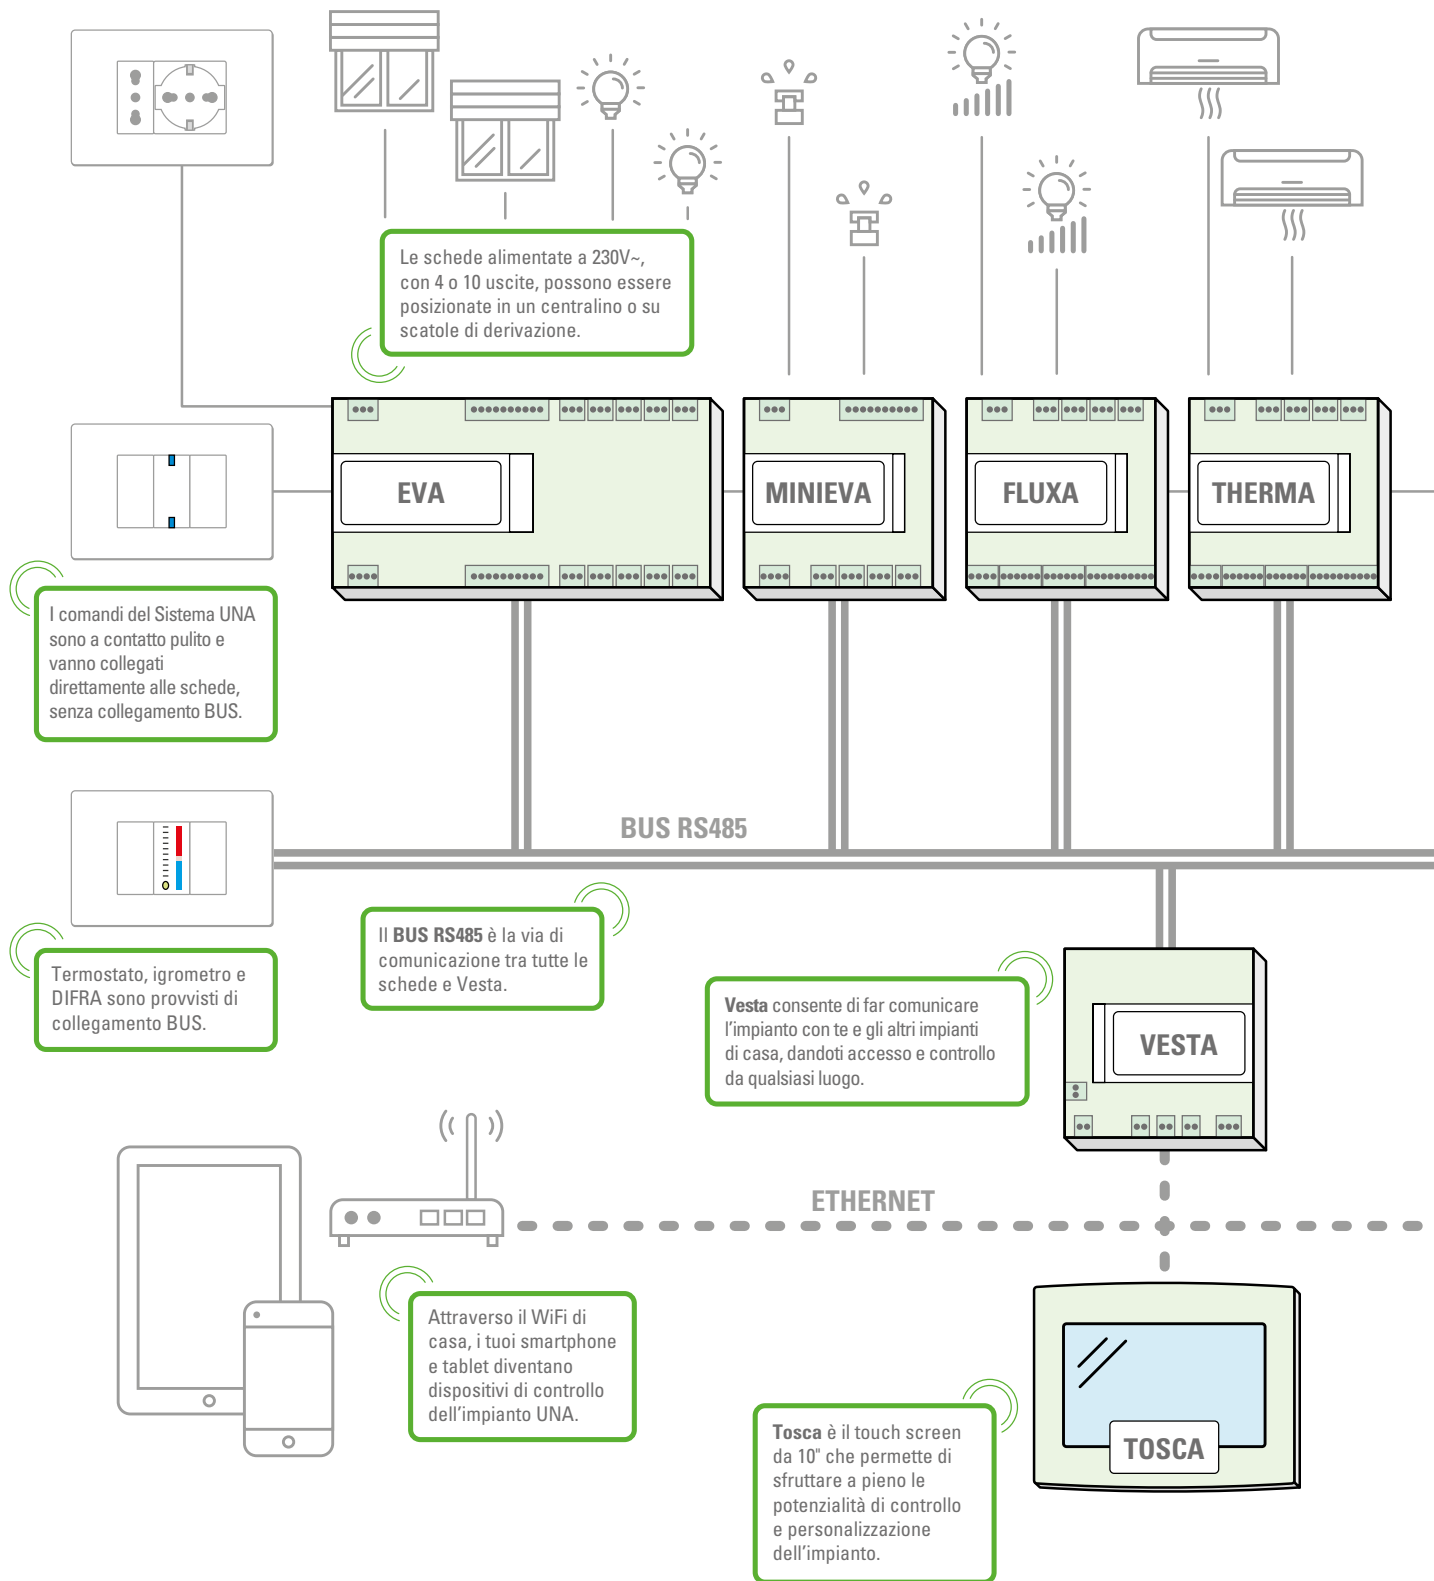 Le schede alimentate a 230V~,
con 4 o 10 uscite, possono essere
posizionate in un centralino o su
scatole di derivazione.
EVA
MINIEVA
FLUXA
THERMA
I comandi del Sistema UNA
sono a contatto pulito e
vanno collegati
direttamente alle schede,
senza collegamento BUS.
BUS RS485
Termostato, igrometro e
DIFRA sono provvisti di
collegamento BUS.
Il BUS RS485 è la via di
comunicazione tra tutte le
schede e Vesta.
Vesta consente di far comunicare
l'impianto con te e gli altri impianti
di casa, dandoti accesso e controllo
da qualsiasi luogo.
VESTA
ETHERNET
Attraverso il WiFi di
casa, i tuoi smartphone
e tablet diventano
dispositivi di controllo
dell'impianto UNA.
Tosca è il touch screen
da 10" che permette di
sfruttare a pieno le
potenzialità di controllo
e personalizzazione
dell'impianto.
TOSCA